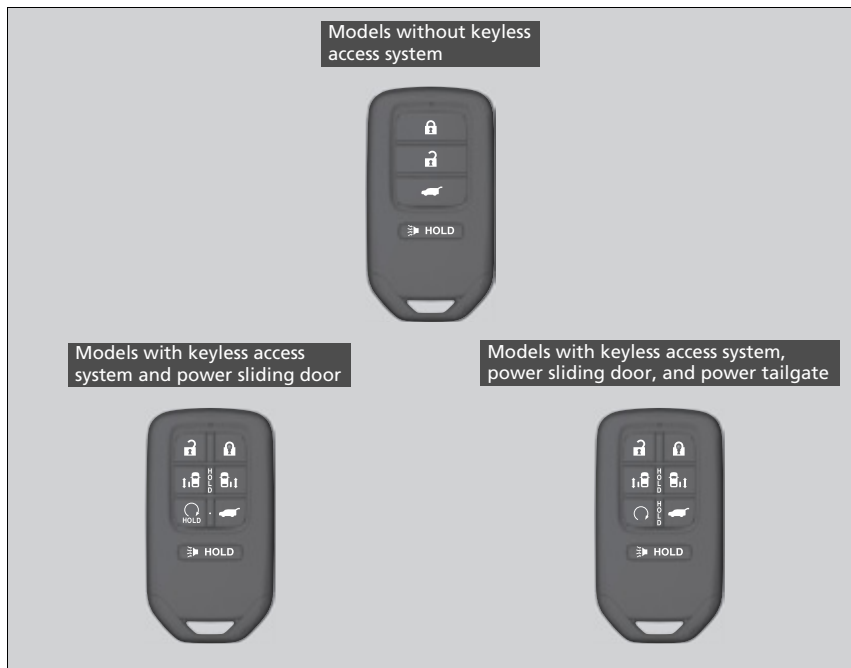 Models without keyless
access system
HOLD
Models with keyless access
system and power sliding door
HOLD
HOLD
HOLD
Models with keyless access system,
power sliding door, and power tailgate
HOLD
HOLD
HOLD